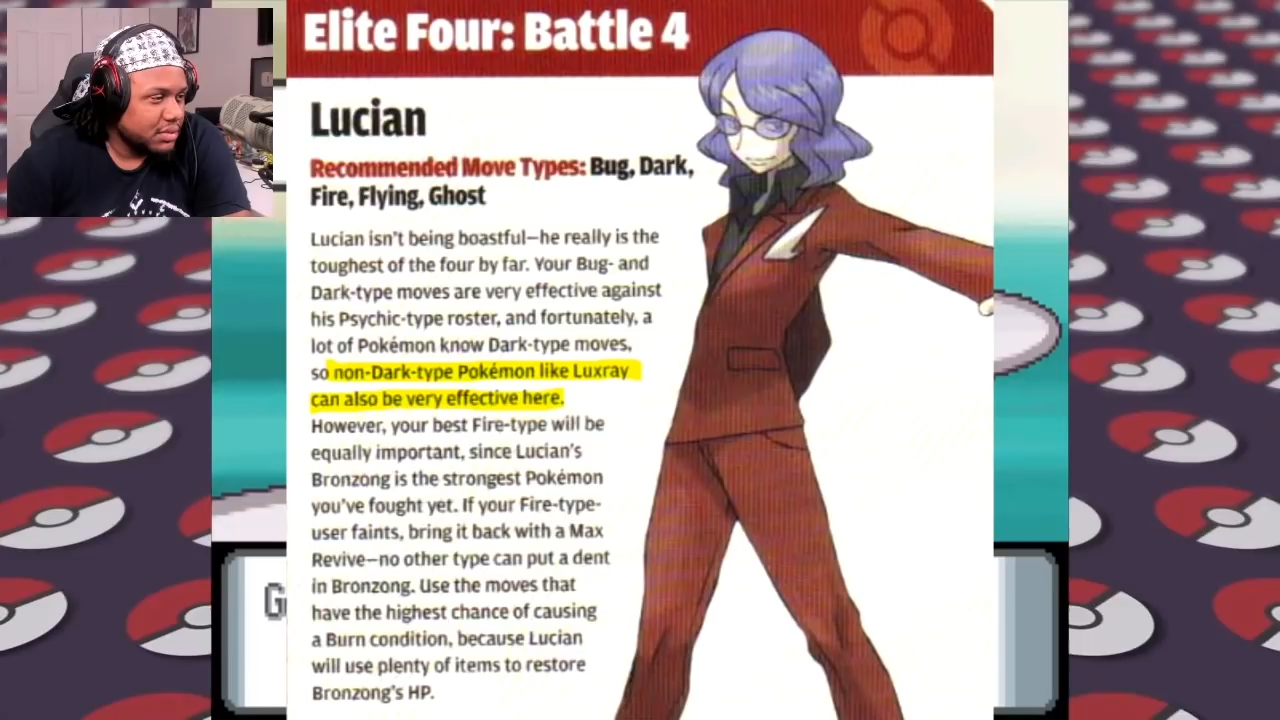 Elite Four: Battle 4
Lucian
Recommended Move Types: Bug, Dark,
Fire, Flying, Ghost
Lucian isn't being boastful—he really is the
toughest of the four by far. Your Bug- and
Dark-type moves are very effective against
his Psychic-type roster, and fortunately, a
lot of Pokémon know Dark-type moves,
so non-Dark-type Pokémon like Luxray
can also be very effective here.
However, your best Fire-type will be
equally important, since Lucian's
Bronzong is the strongest Pokémon
you've fought yet. If your Fire-type-
user faints, bring it back with a Max
Revive—no other type can put a dent
in Bronzong. Use the moves that
have the highest chance of causing
a Burn condition, because Lucian
will use plenty of items to restore
Bronzong's HP.